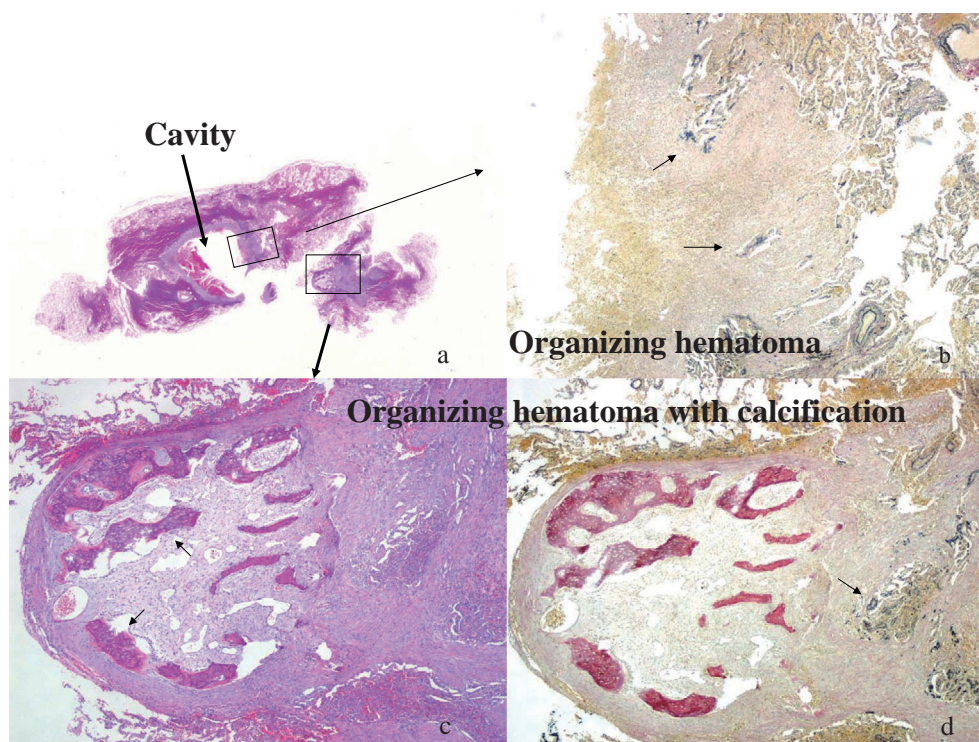 Cavity
a
Organizing hematoma
b
Organizing hematoma with calcification
c
d